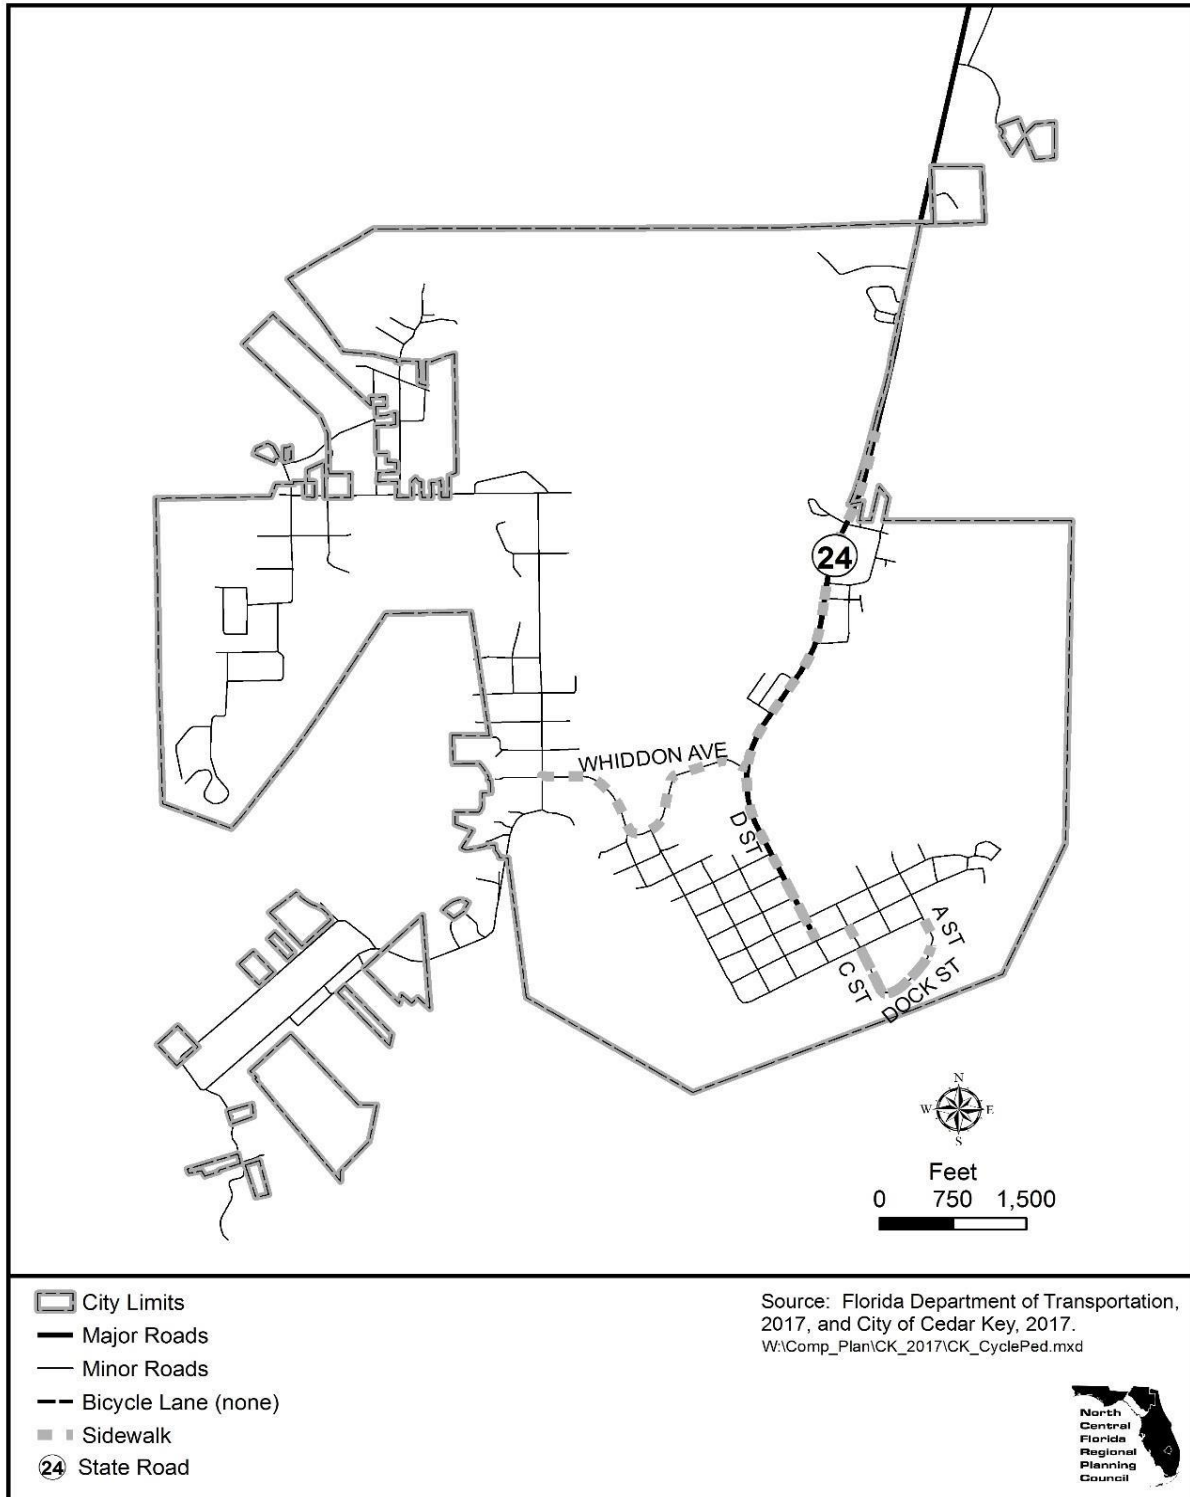 24
WHIDDON AVE
D ST
A ST
C ST
DOCK ST
N
W E
S
Feet
0 750 1,500
City Limits
Major Roads
Minor Roads
Bicycle Lane (none)
Sidewalk
24 State Road
Source: Florida Department of Transportation,
2017, and City of Cedar Key, 2017.
W:\Comp_Plan\CK_2017\CK_CyclePed.mxd
North
Central
Florida
Regional
Planning
Council